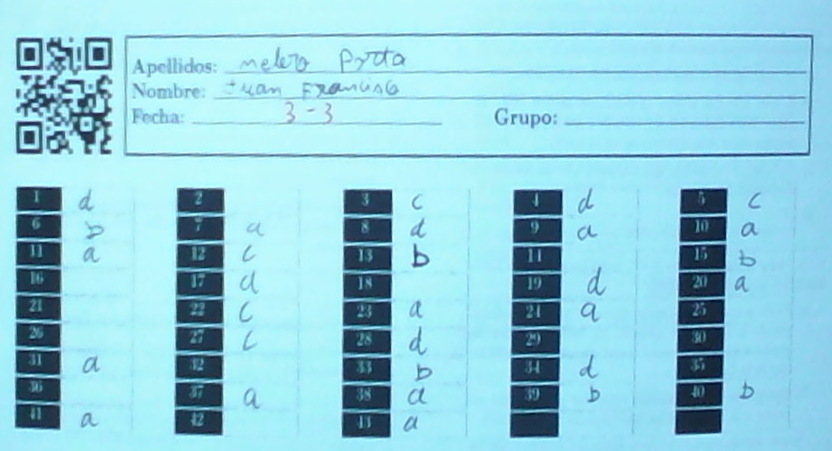 Apellidos: Melero Porta
Nombre: Juan Francisco
Fecha: 3-3 Grupo:
1 d 2 3 c 4 d 5 c
6 b 7 a 8 d 9 a 10 a
11 a 12 c 13 b 14 15 b
16 17 d 18 19 d 20 a
21 22 c 23 a 24 a 25
26 27 c 28 d 29 30
31 a 32 33 b 34 d 35
36 37 a 38 a 39 b 40 b
41 a 42 43 a